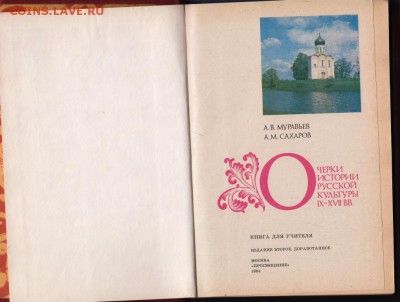 COINS.LAVE.RU
А. В. МУРАВЬЕВ
А. М. САХАРОВ
ОЧЕРКИ
ИСТОРИИ
РУССКОЙ
КУЛЬТУРЫ
IX-XVII ВВ.
КНИГА ДЛЯ УЧИТЕЛЯ
ИЗДАНИЕ ВТОРОЕ, ДОРАБОТАННОЕ
МОСКВА
«ПРОСВЕЩЕНИЕ»
1984